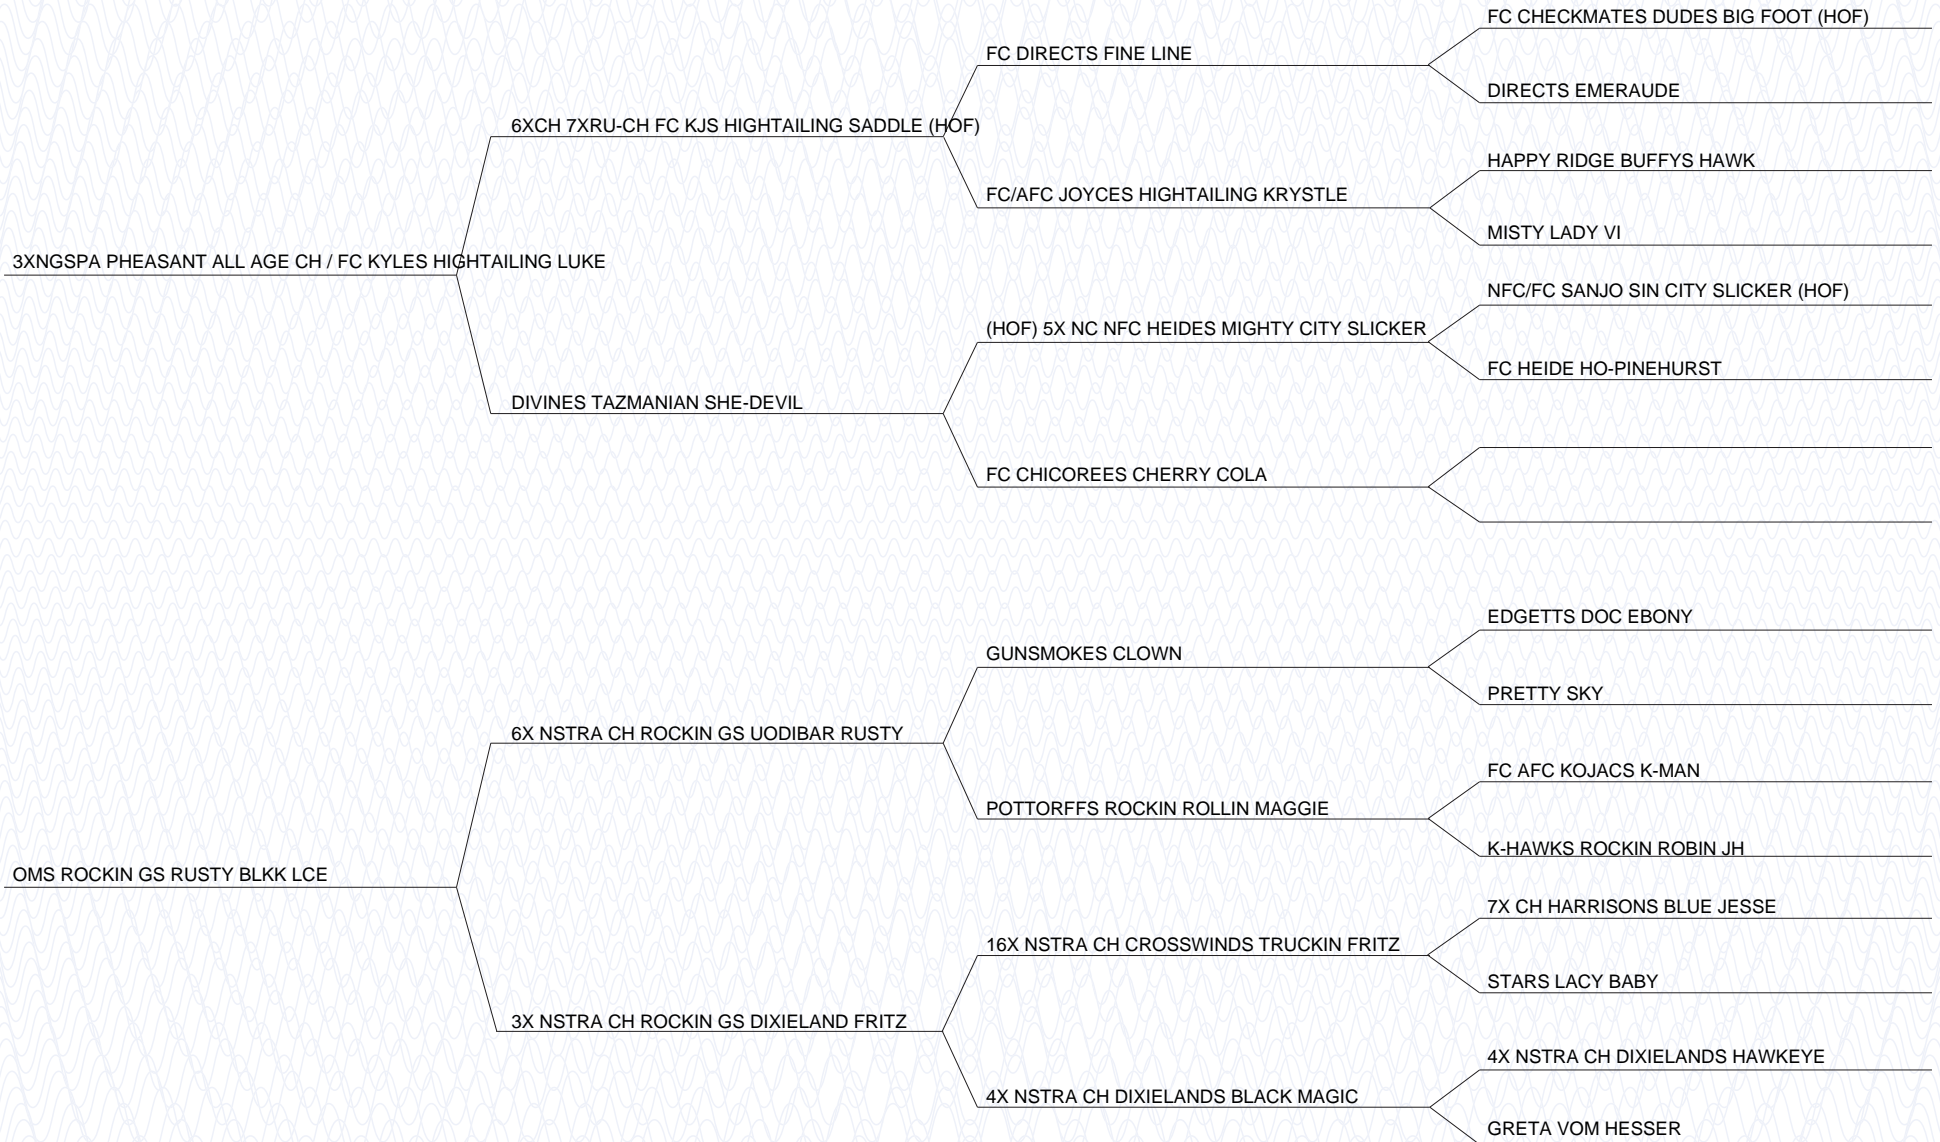 FC CHECKMATES DUDES BIG FOOT (HOF)
FC DIRECTS FINE LINE
DIRECTS EMERAUDE
6XCH 7XRU-CH FC KJS HIGHTAILING SADDLE (HOF)
HAPPY RIDGE BUFFYS HAWK
FC/AFC JOYCES HIGHTAILING KRYSTLE
MISTY LADY VI
3XNGSPA PHEASANT ALL AGE CH / FC KYLES HIGHTAILING LUKE
NFC/FC SANJO SIN CITY SLICKER (HOF)
(HOF) 5X NC NFC HEIDES MIGHTY CITY SLICKER
FC HEIDE HO-PINEHURST
DIVINES TAZMANIAN SHE-DEVIL
FC CHICOREES CHERRY COLA
EDGETTS DOC EBONY
GUNSMOKES CLOWN
PRETTY SKY
6X NSTRA CH ROCKIN GS UODIBAR RUSTY
FC AFC KOJACS K-MAN
POTTORFFS ROCKIN ROLLIN MAGGIE
K-HAWKS ROCKIN ROBIN JH
OMS ROCKIN GS RUSTY BLKK LCE
7X CH HARRISONS BLUE JESSE
16X NSTRA CH CROSSWINDS TRUCKIN FRITZ
STARS LACY BABY
3X NSTRA CH ROCKIN GS DIXIELAND FRITZ
4X NSTRA CH DIXIELANDS HAWKEYE
4X NSTRA CH DIXIELANDS BLACK MAGIC
GRETA VOM HESSER